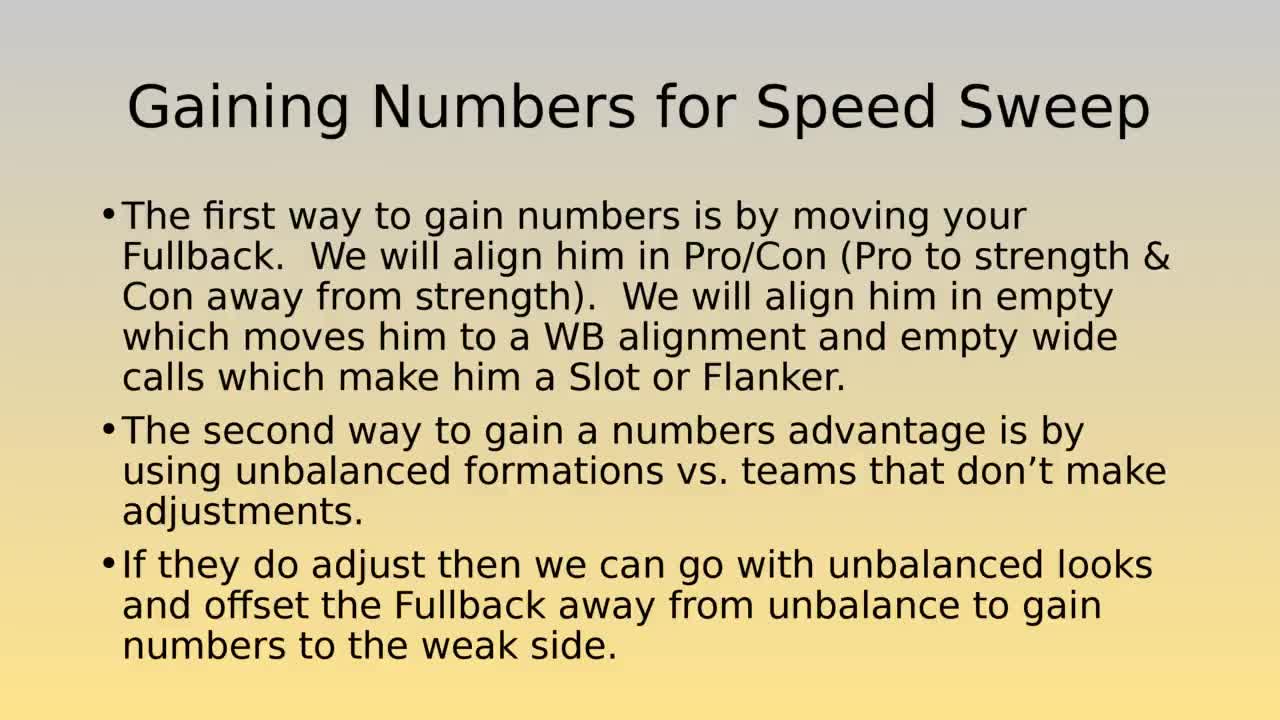 Gaining Numbers for Speed Sweep
•The first way to gain numbers is by moving your
Fullback.  We will align him in Pro/Con (Pro to strength &
Con away from strength).  We will align him in empty
which moves him to a WB alignment and empty wide
calls which make him a Slot or Flanker.
•The second way to gain a numbers advantage is by
using unbalanced formations vs. teams that don’t make
adjustments.
•If they do adjust then we can go with unbalanced looks
and offset the Fullback away from unbalance to gain
numbers to the weak side.